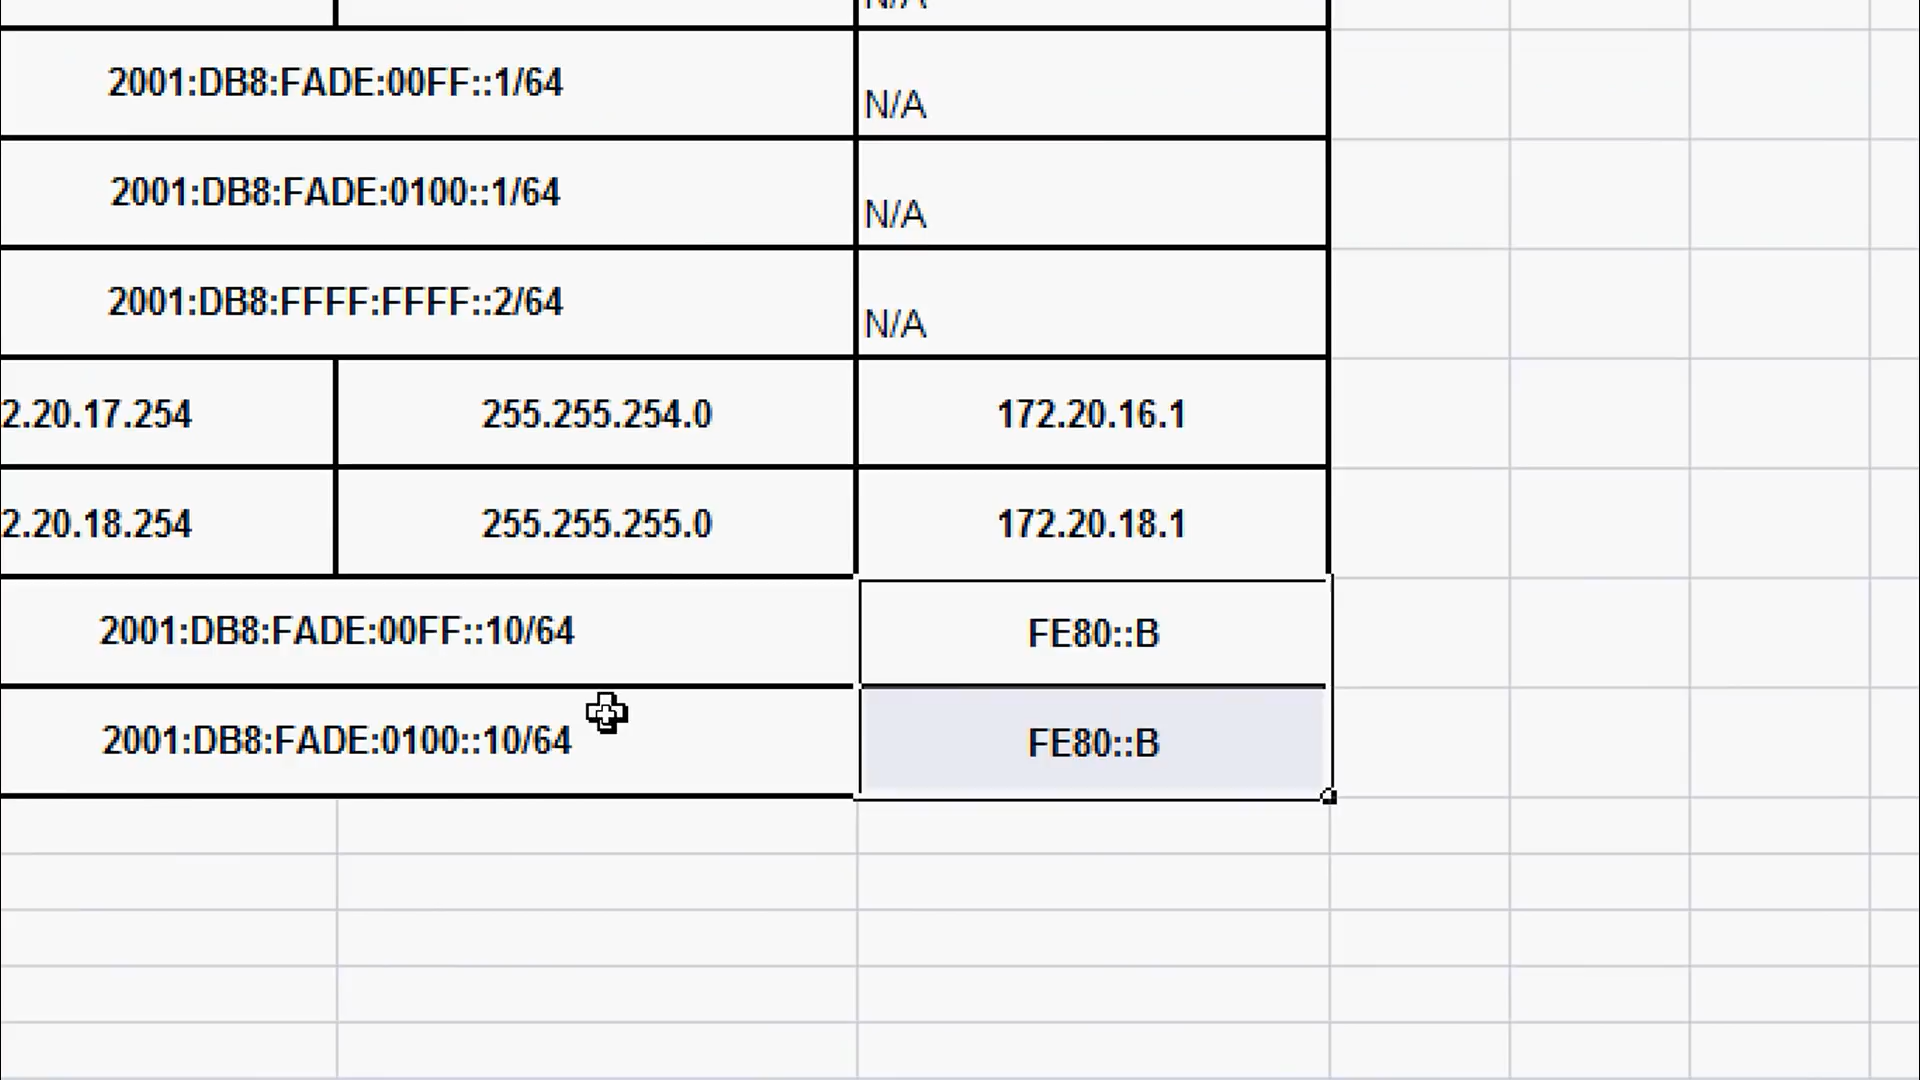 N/A
2001:DB8:FADE:00FF::1/64
N/A
2001:DB8:FADE:0100::1/64
N/A
2001:DB8:FFFF:FFFF::2/64
N/A
2.20.17.254 255.255.254.0 172.20.16.1
2.20.18.254 255.255.255.0 172.20.18.1
2001:DB8:FADE:00FF::10/64 FE80::B
2001:DB8:FADE:0100::10/64 FE80::B